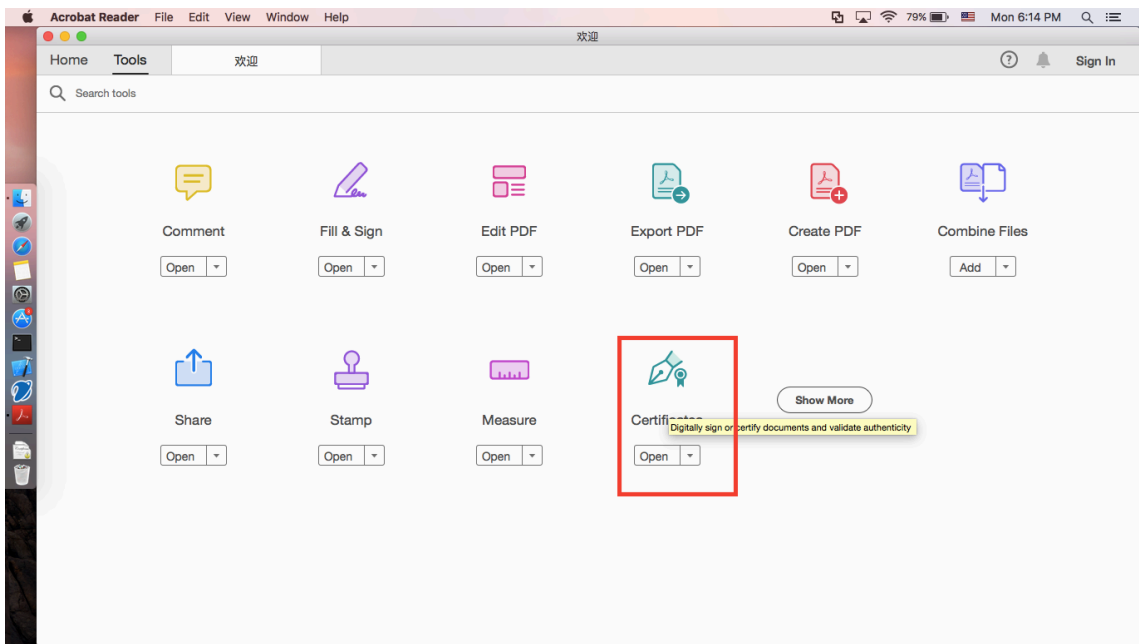 Acrobat Reader File Edit View Window Help 79% Mon 6:14 PM
欢迎
Home Tools 欢迎 ? Sign In
Search tools
Comment Fill & Sign Edit PDF Export PDF Create PDF Combine Files
Open Open Open Open Open Add
Share Stamp Measure Show More
Digitally sign or certify documents and validate authenticity
Open Open Open Open